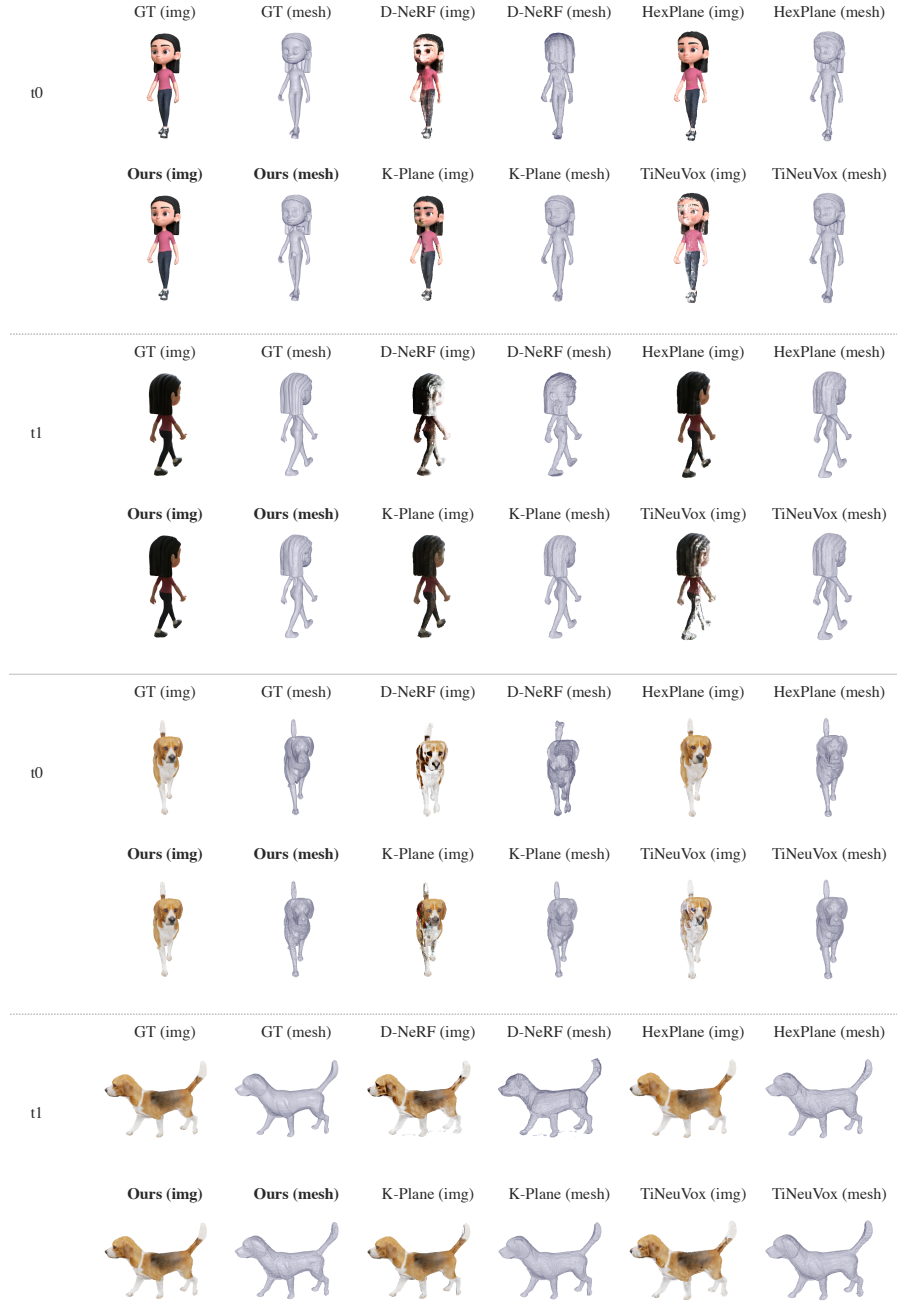 GT (img) GT (mesh) D-NeRF (img) D-NeRF (mesh) HexPlane (img) HexPlane (mesh)
t0
Ours (img) Ours (mesh) K-Plane (img) K-Plane (mesh) TiNeuVox (img) TiNeuVox (mesh)
GT (img) GT (mesh) D-NeRF (img) D-NeRF (mesh) HexPlane (img) HexPlane (mesh)
t1
Ours (img) Ours (mesh) K-Plane (img) K-Plane (mesh) TiNeuVox (img) TiNeuVox (mesh)
GT (img) GT (mesh) D-NeRF (img) D-NeRF (mesh) HexPlane (img) HexPlane (mesh)
t0
Ours (img) Ours (mesh) K-Plane (img) K-Plane (mesh) TiNeuVox (img) TiNeuVox (mesh)
GT (img) GT (mesh) D-NeRF (img) D-NeRF (mesh) HexPlane (img) HexPlane (mesh)
t1
Ours (img) Ours (mesh) K-Plane (img) K-Plane (mesh) TiNeuVox (img) TiNeuVox (mesh)